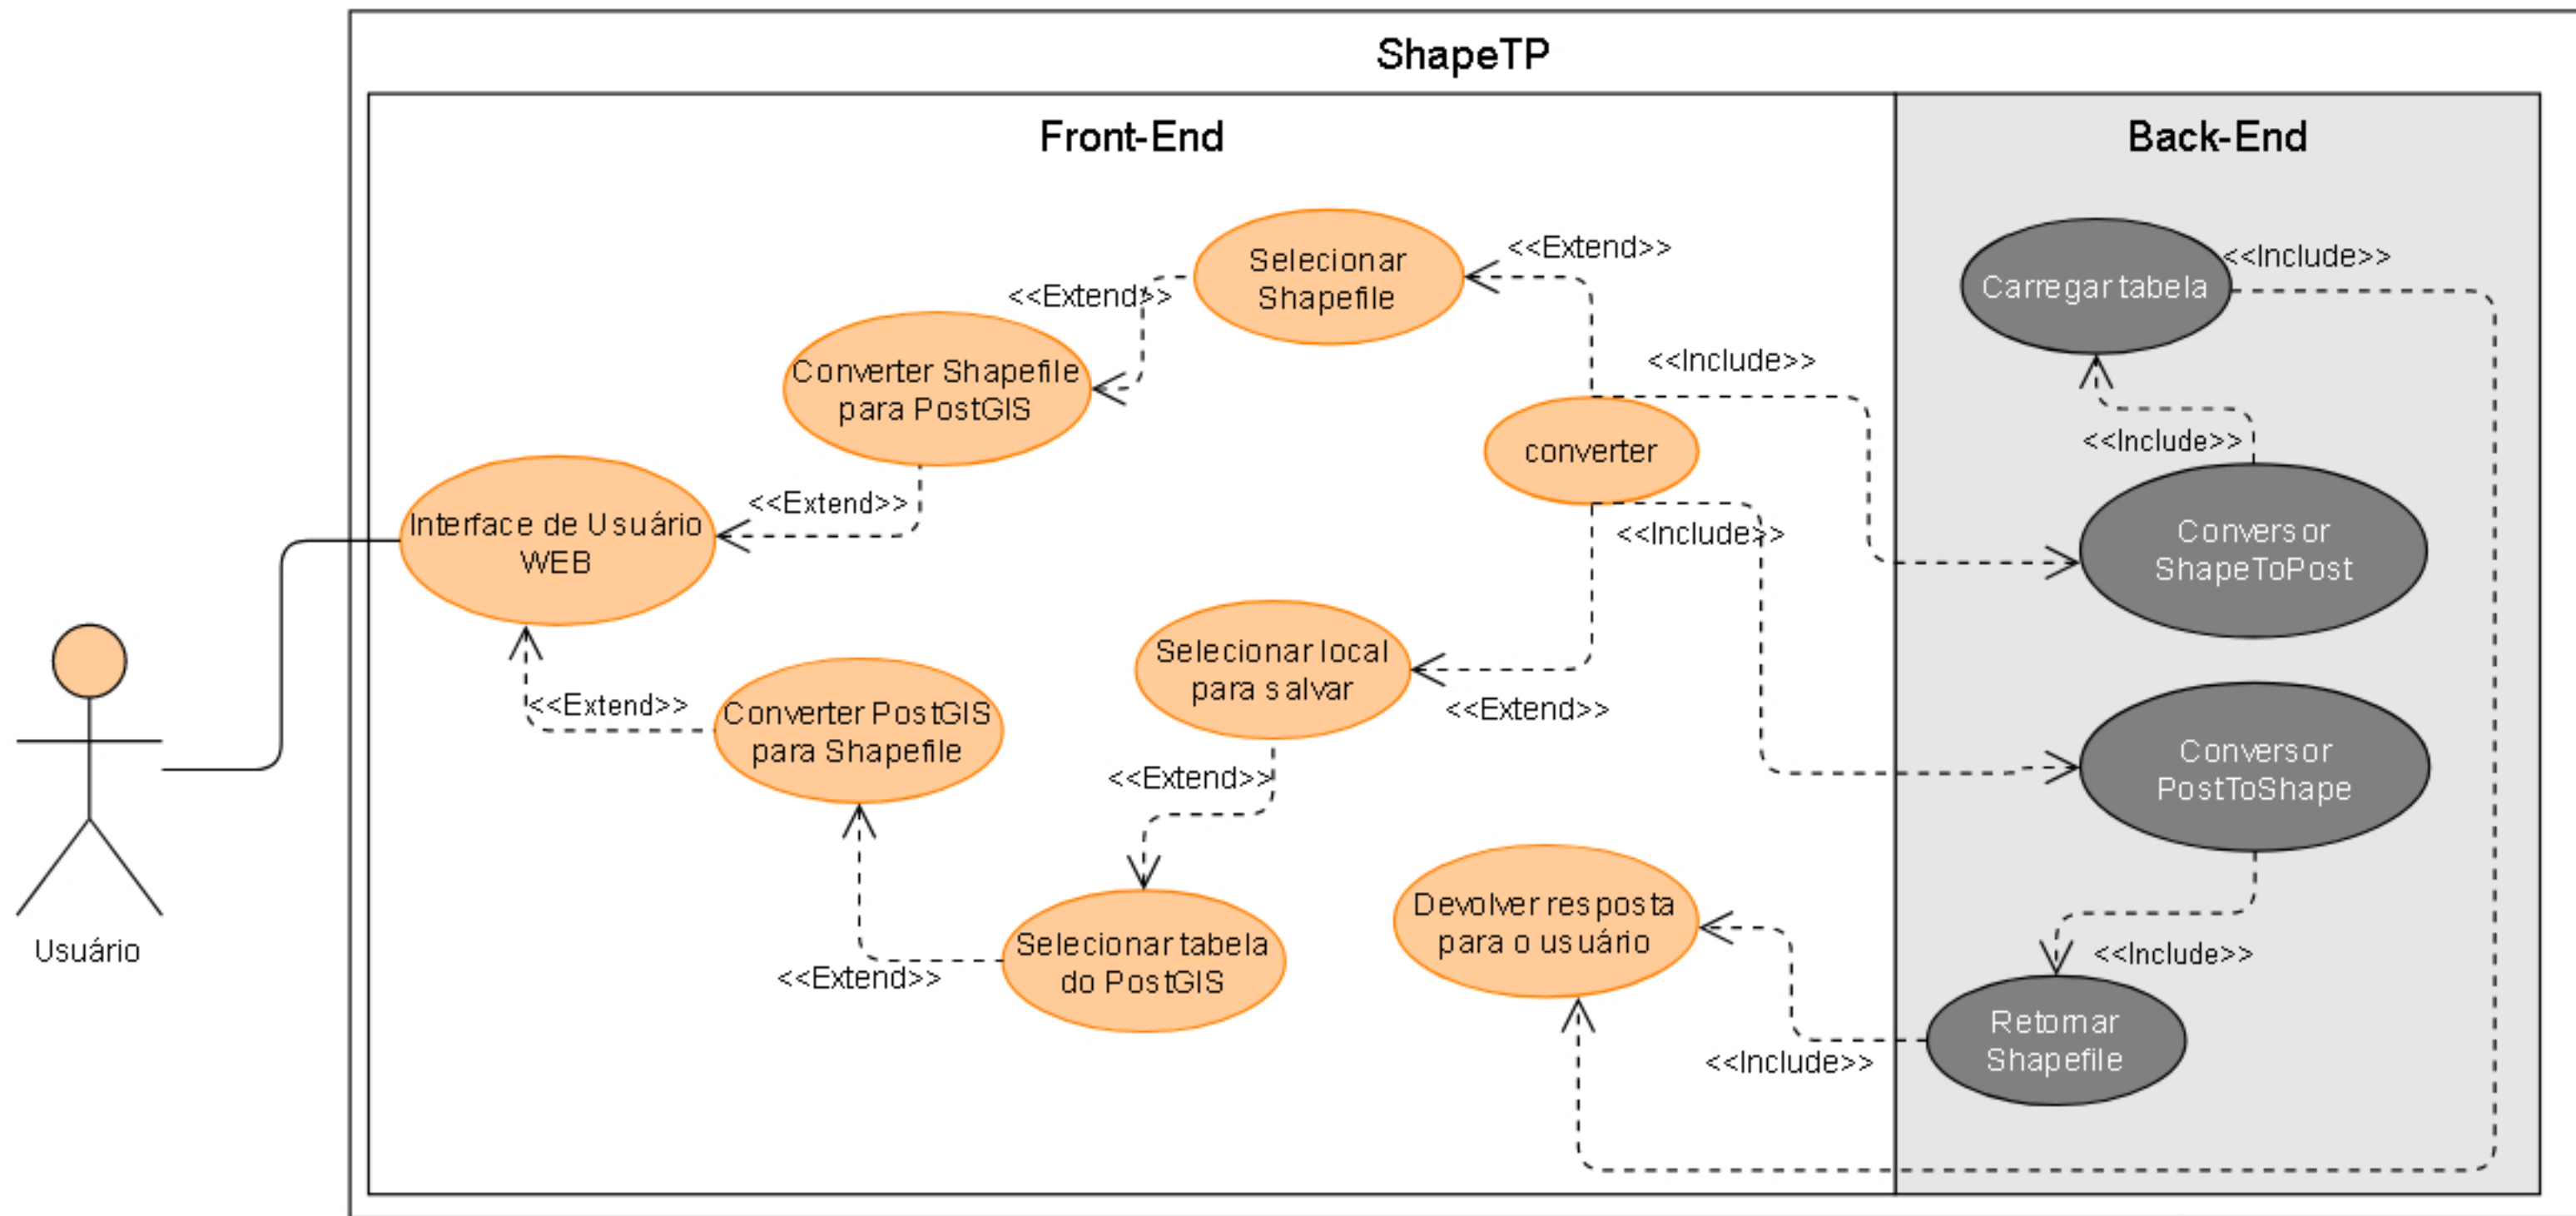 ShapeTP
Front-End
Back-End
Selecionar
Shapefile
<<Extend>>
<<Extend>>
Carregar tabela
<<Include>>
Converter Shapefile
para PostGIS
<<Include>>
converter
<<Include>>
<<Extend>>
Interface de Usuário
WEB
<<Include>>
Conversor
ShapeToPost
Selecionar local
para salvar
<<Extend>>
<<Extend>>
Converter PostGIS
para Shapefile
<<Extend>>
Conversor
PostToShape
Devolver resposta
para o usuário
Usuário
<<Extend>>
Selecionar tabela
do PostGIS
<<Include>>
Retornar
Shapefile
<<Include>>